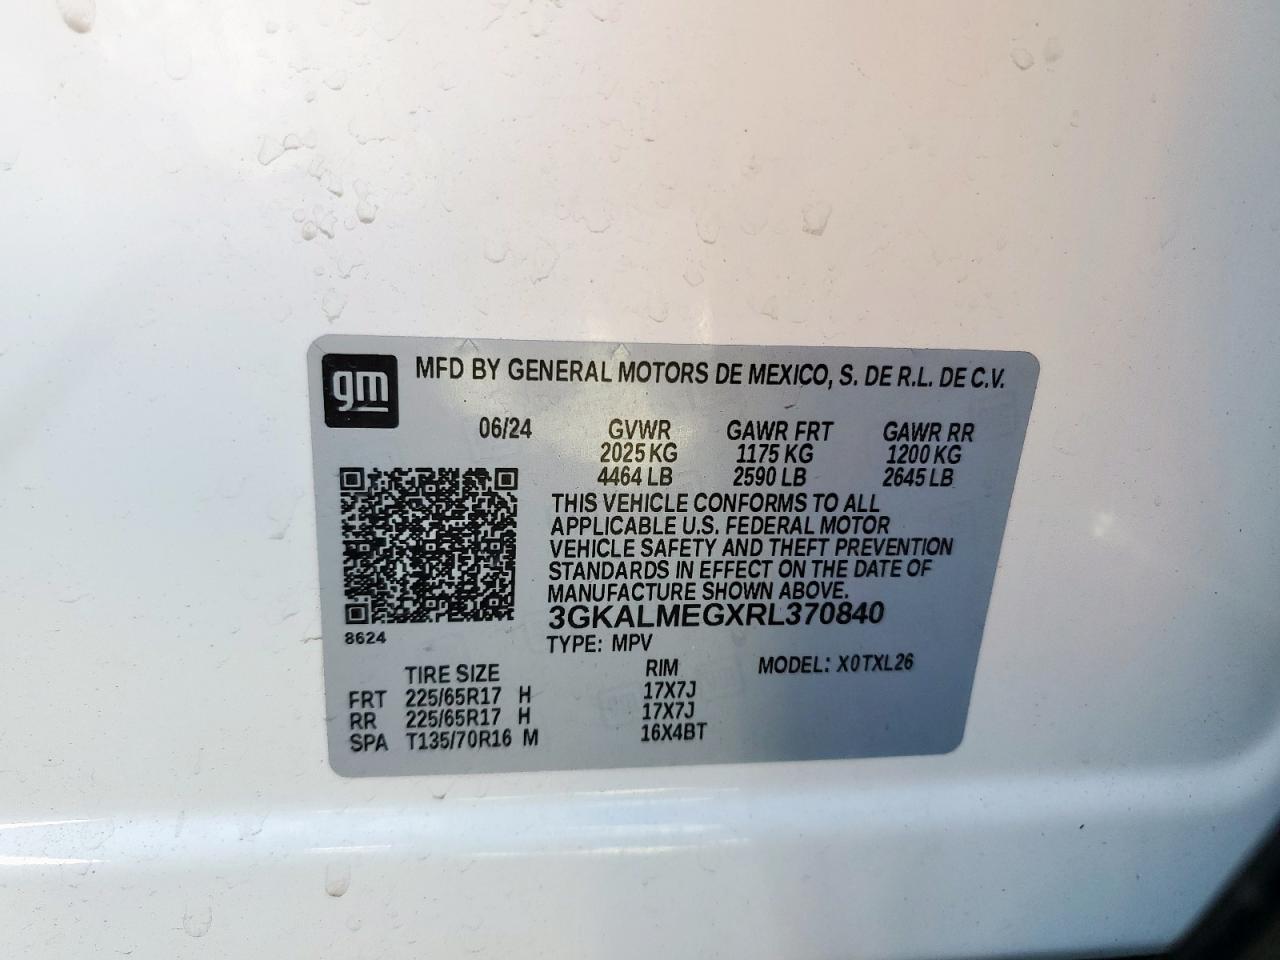 gm
MFD BY GENERAL MOTORS DE MEXICO, S. DE R.L. DE C.V.
06/24 GVWR GAWR FRT GAWR RR
2025 KG 1175 KG 1200 KG
4464 LB 2590 LB 2645 LB
THIS VEHICLE CONFORMS TO ALL
APPLICABLE U.S. FEDERAL MOTOR
VEHICLE SAFETY AND THEFT PREVENTION
STANDARDS IN EFFECT ON THE DATE OF
MANUFACTURE SHOWN ABOVE.
3GKALMEGXRL370840
8624
TYPE: MPV
TIRE SIZE RIM MODEL: X0TXL26
FRT 225/65R17 H 17X7J
RR 225/65R17 H 17X7J
SPA T135/70R16 M 16X4BT